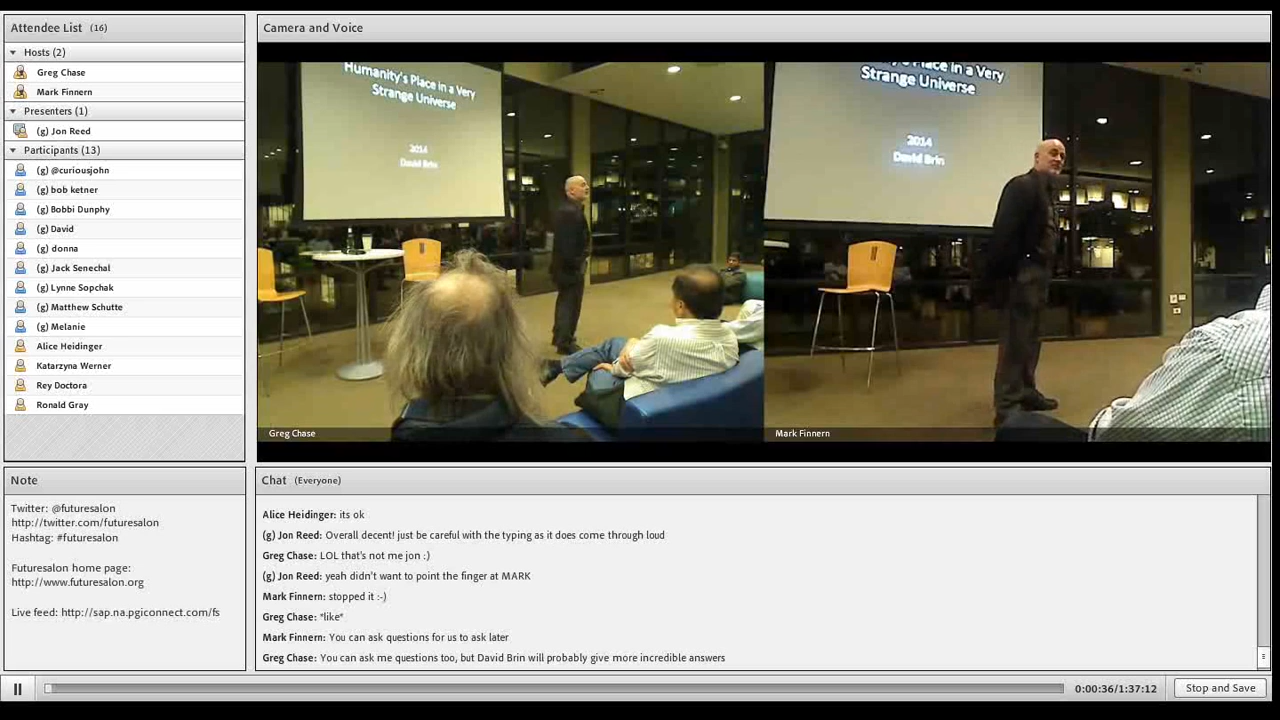 Attendee List (16)
Hosts (2)
Greg Chase
Mark Finnern
Presenters (1)
(g) Jon Reed
Participants (13)
(g) @curiousjohn
(g) bob ketner
(g) Bobbi Dunphy
(g) David
(g) donna
(g) Jack Senechal
(g) Lynne Sopchak
(g) Matthew Schutte
(g) Melanie
Alice Heidinger
Katarzyna Werner
Rey Doctora
Ronald Gray
Camera and Voice
Humanity's Place in a Very
Strange Universe
2014
David Brin
Greg Chase
Place in a Very
Strange Universe
2014
David Brin
Mark Finnern
Note
Twitter: @futuresalon
http://twitter.com/futuresalon
Hashtag: #futuresalon
Futuresalon home page:
http://www.futuresalon.org
Live feed: http://sap.na.pgiconnect.com/fs
Chat (Everyone)
Alice Heidinger: its ok
(g) Jon Reed: Overall decent! just be careful with the typing as it does come through loud
Greg Chase: LOL that's not me jon :)
(g) Jon Reed: yeah didn't want to point the finger at MARK
Mark Finnern: stopped it :-)
Greg Chase: *like*
Mark Finnern: You can ask questions for us to ask later
Greg Chase: You can ask me questions too, but David Brin will probably give more incredible answers
0:00:36/1:37:12
Stop and Save